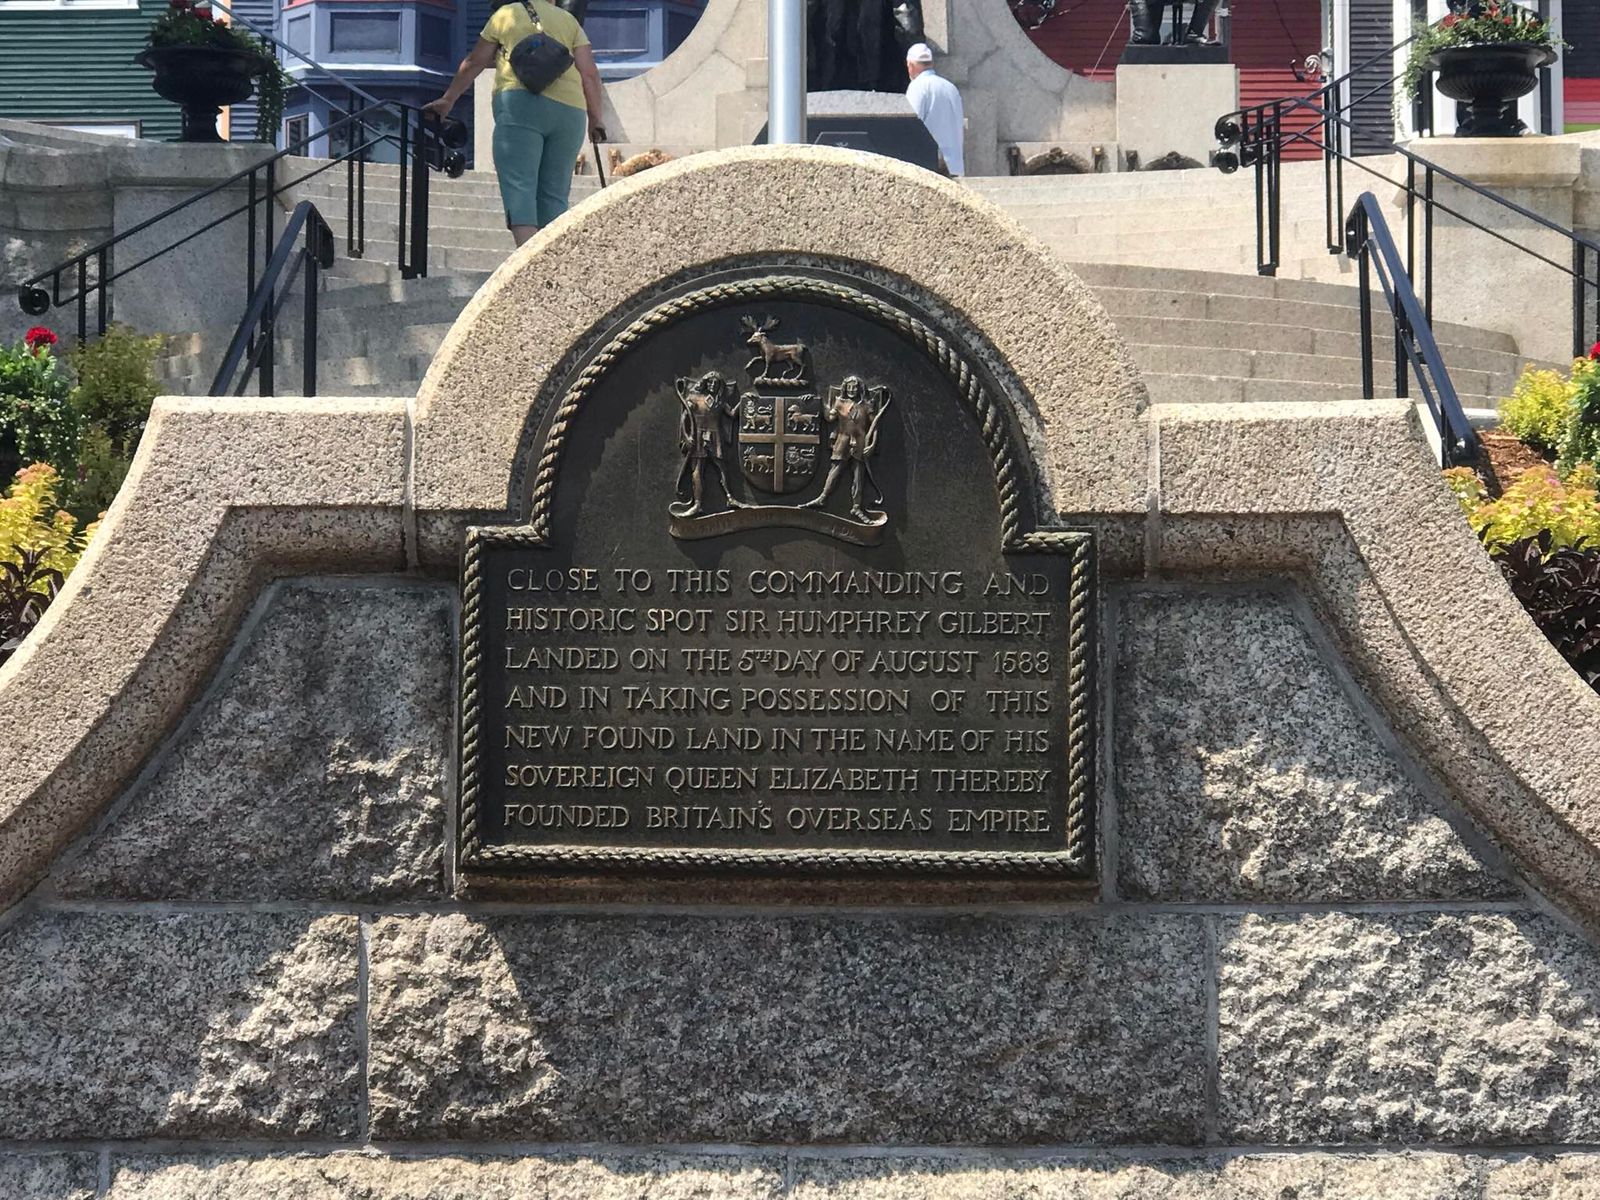 CLOSE TO THIS COMMANDING AND
HISTORIC SPOT SIR HUMPHREY GILBERT
LANDED ON THE 5TH DAY OF AUGUST 1583
AND IN TAKING POSSESSION OF THIS
NEW FOUND LAND IN THE NAME OF HIS
SOVEREIGN QUEEN ELIZABETH THEREBY
FOUNDED BRITAIN'S OVERSEAS EMPIRE